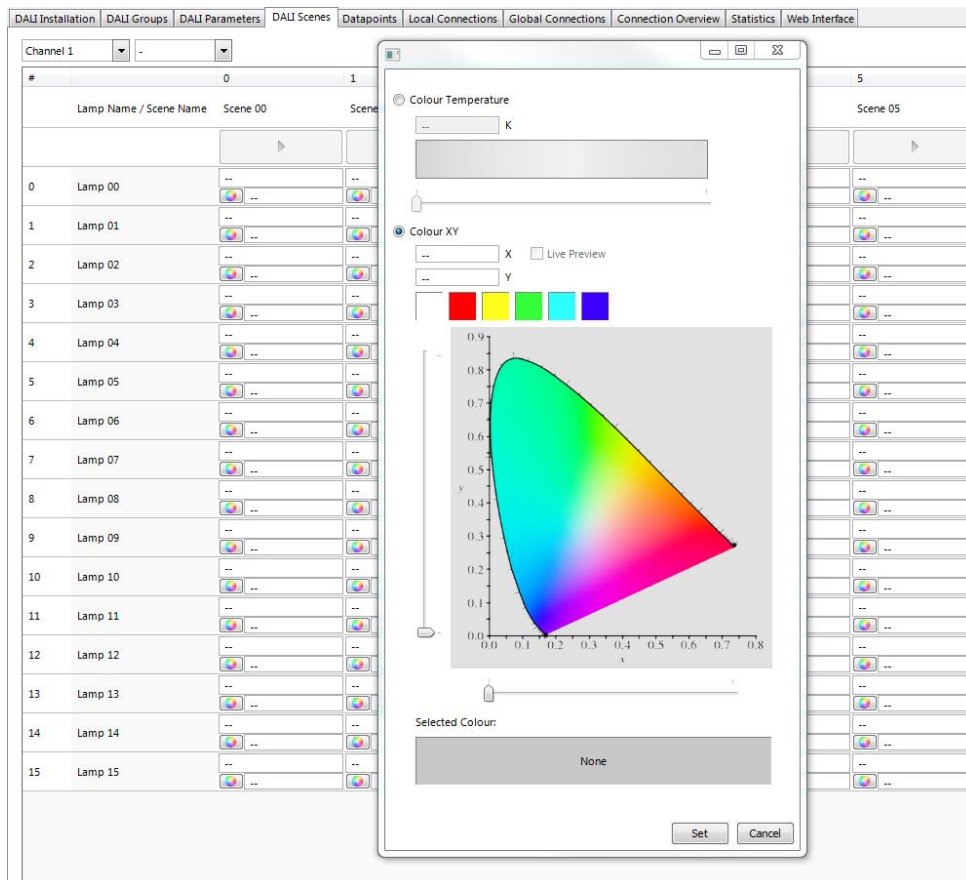 DALI Installation DALI Groups DALI Parameters DALI Scenes Datapoints Local Connections Global Connections Connection Overview Statistics Web Interface
Channel 1 -
# 0 1 5
Lamp Name / Scene Name Scene 00 Scene Scene 05
0 Lamp 00 -- -- -- -- --
1 Lamp 01 -- -- -- -- --
2 Lamp 02 -- -- -- -- --
3 Lamp 03 -- -- -- -- --
4 Lamp 04 -- -- -- -- --
5 Lamp 05 -- -- -- -- --
6 Lamp 06 -- -- -- -- --
7 Lamp 07 -- -- -- -- --
8 Lamp 08 -- -- -- -- --
9 Lamp 09 -- -- -- -- --
10 Lamp 10 -- -- -- -- --
11 Lamp 11 -- -- -- -- --
12 Lamp 12 -- -- -- -- --
13 Lamp 13 -- -- -- -- --
14 Lamp 14 -- -- -- -- --
15 Lamp 15 -- -- -- -- --
Colour Temperature
-- K
Colour XY
-- X Live Preview
-- Y
0.9
0.8
0.7
0.6
0.5
y
0.4
0.3
0.2
0.1
0.0
0.0 0.1 0.2 0.3 0.4 0.5 0.6 0.7 0.8
x
Selected Colour:
None
Set Cancel